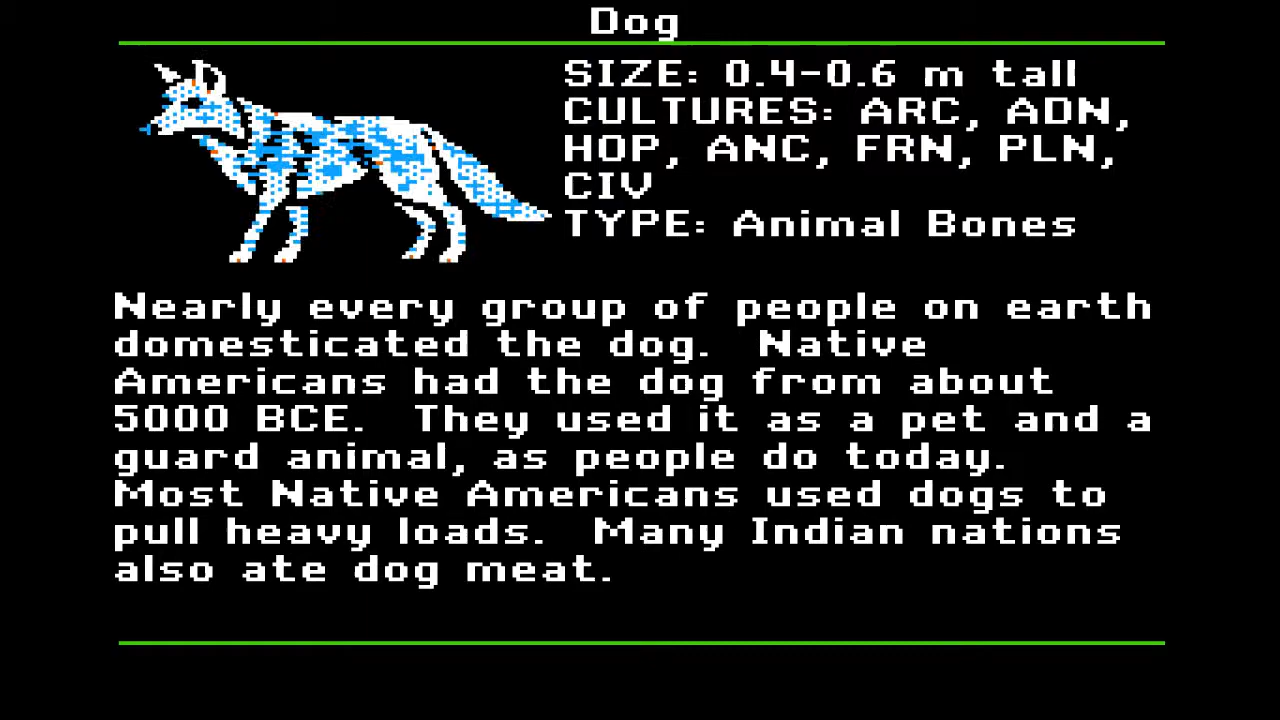 Dog
SIZE: 0.4-0.6 m tall
CULTURES: ARC, ADN,
HOP, ANC, FRN, PLN,
CIV
TYPE: Animal Bones
Nearly every group of people on earth
domesticated the dog.  Native
Americans had the dog from about
5000 BCE.  They used it as a pet and a
guard animal, as people do today.
Most Native Americans used dogs to
pull heavy loads.  Many Indian nations
also ate dog meat.